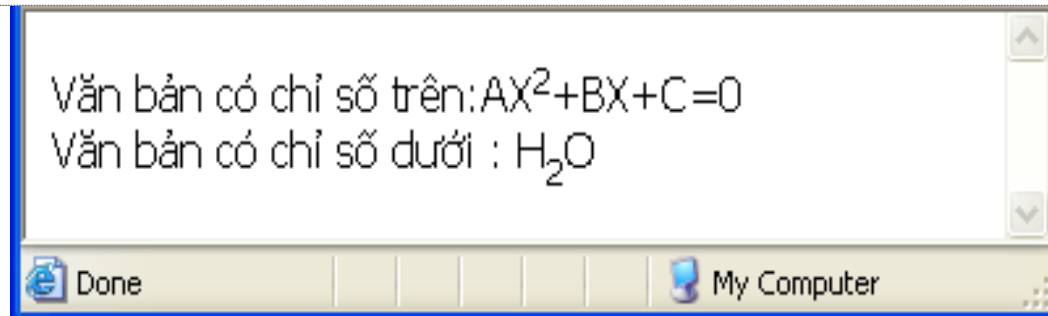 Văn bản có chỉ số trên:AX²+BX+C=0
Văn bản có chỉ số dưới : H₂O
Done
My Computer